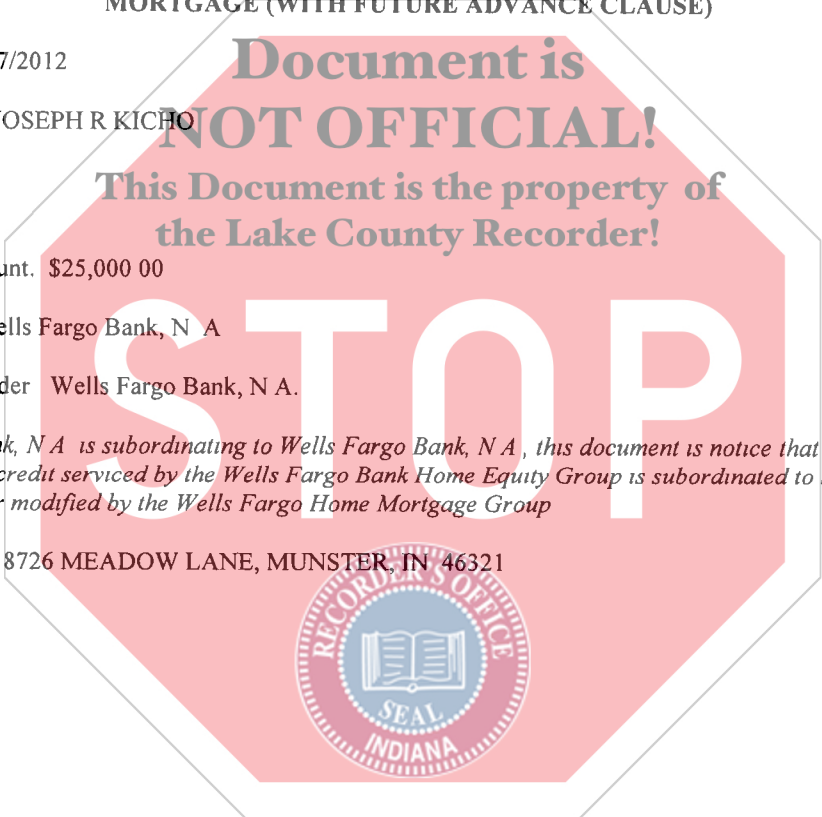 MORTGAGE (WITH FUTURE ADVANCE CLAUSE)
7/2012
Document is
JOSEPH R KICHO
NOT OFFICIAL!
This Document is the property of
the Lake County Recorder!
unt. $25,000 00
ells Fargo Bank, N A
STOP
der Wells Fargo Bank, N A.
nk, N A is subordinating to Wells Fargo Bank, N A, this document is notice that
credit serviced by the Wells Fargo Bank Home Equity Group is subordinated to
r modified by the Wells Fargo Home Mortgage Group
8726 MEADOW LANE, MUNSTER, IN 46321
RECORDER'S OFFICE
SEAL
INDIANA